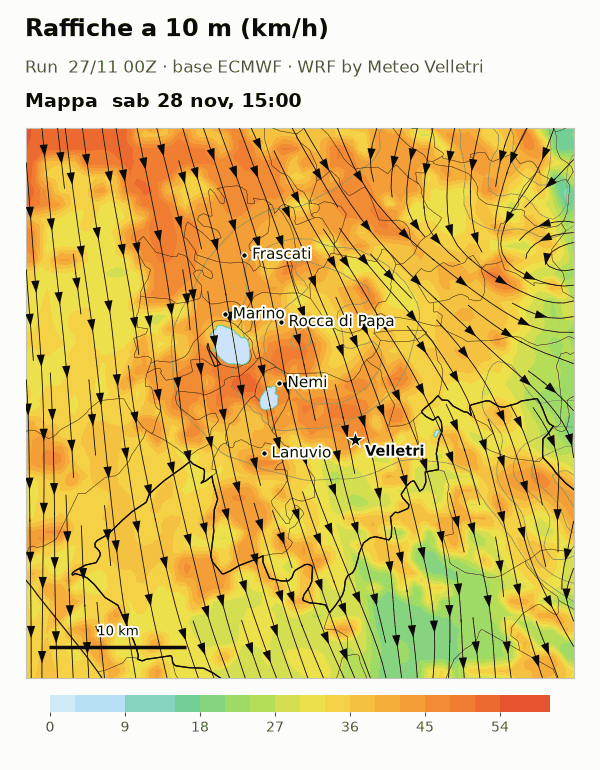 Raffiche a 10 m (km/h)
Run 27/11 00Z · base ECMWF · WRF by Meteo Velletri
Mappa sab 28 nov, 15:00
Frascati
Marino
Rocca di Papa
Nemi
Velletri
Lanuvio
10 km
0 9 18 27 36 45 54